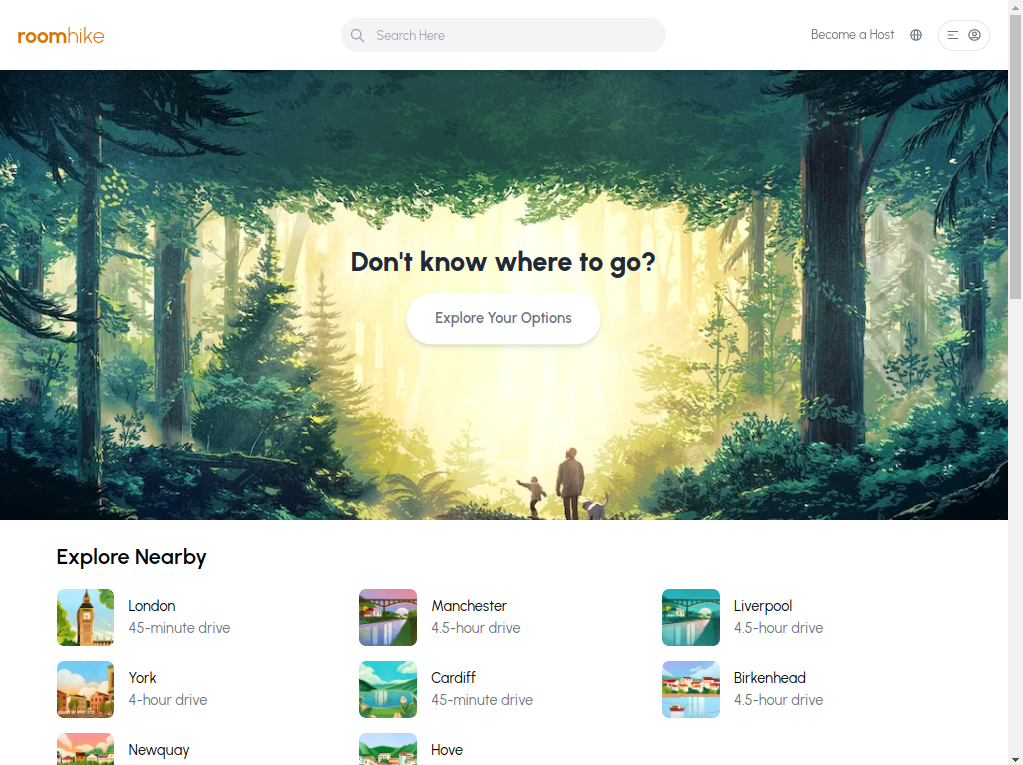 roomhike
Search Here
Become a Host
Don't know where to go?
Explore Your Options
Explore Nearby
London
45-minute drive
Manchester
4.5-hour drive
Liverpool
4.5-hour drive
York
4-hour drive
Cardiff
45-minute drive
Birkenhead
4.5-hour drive
Newquay
Hove